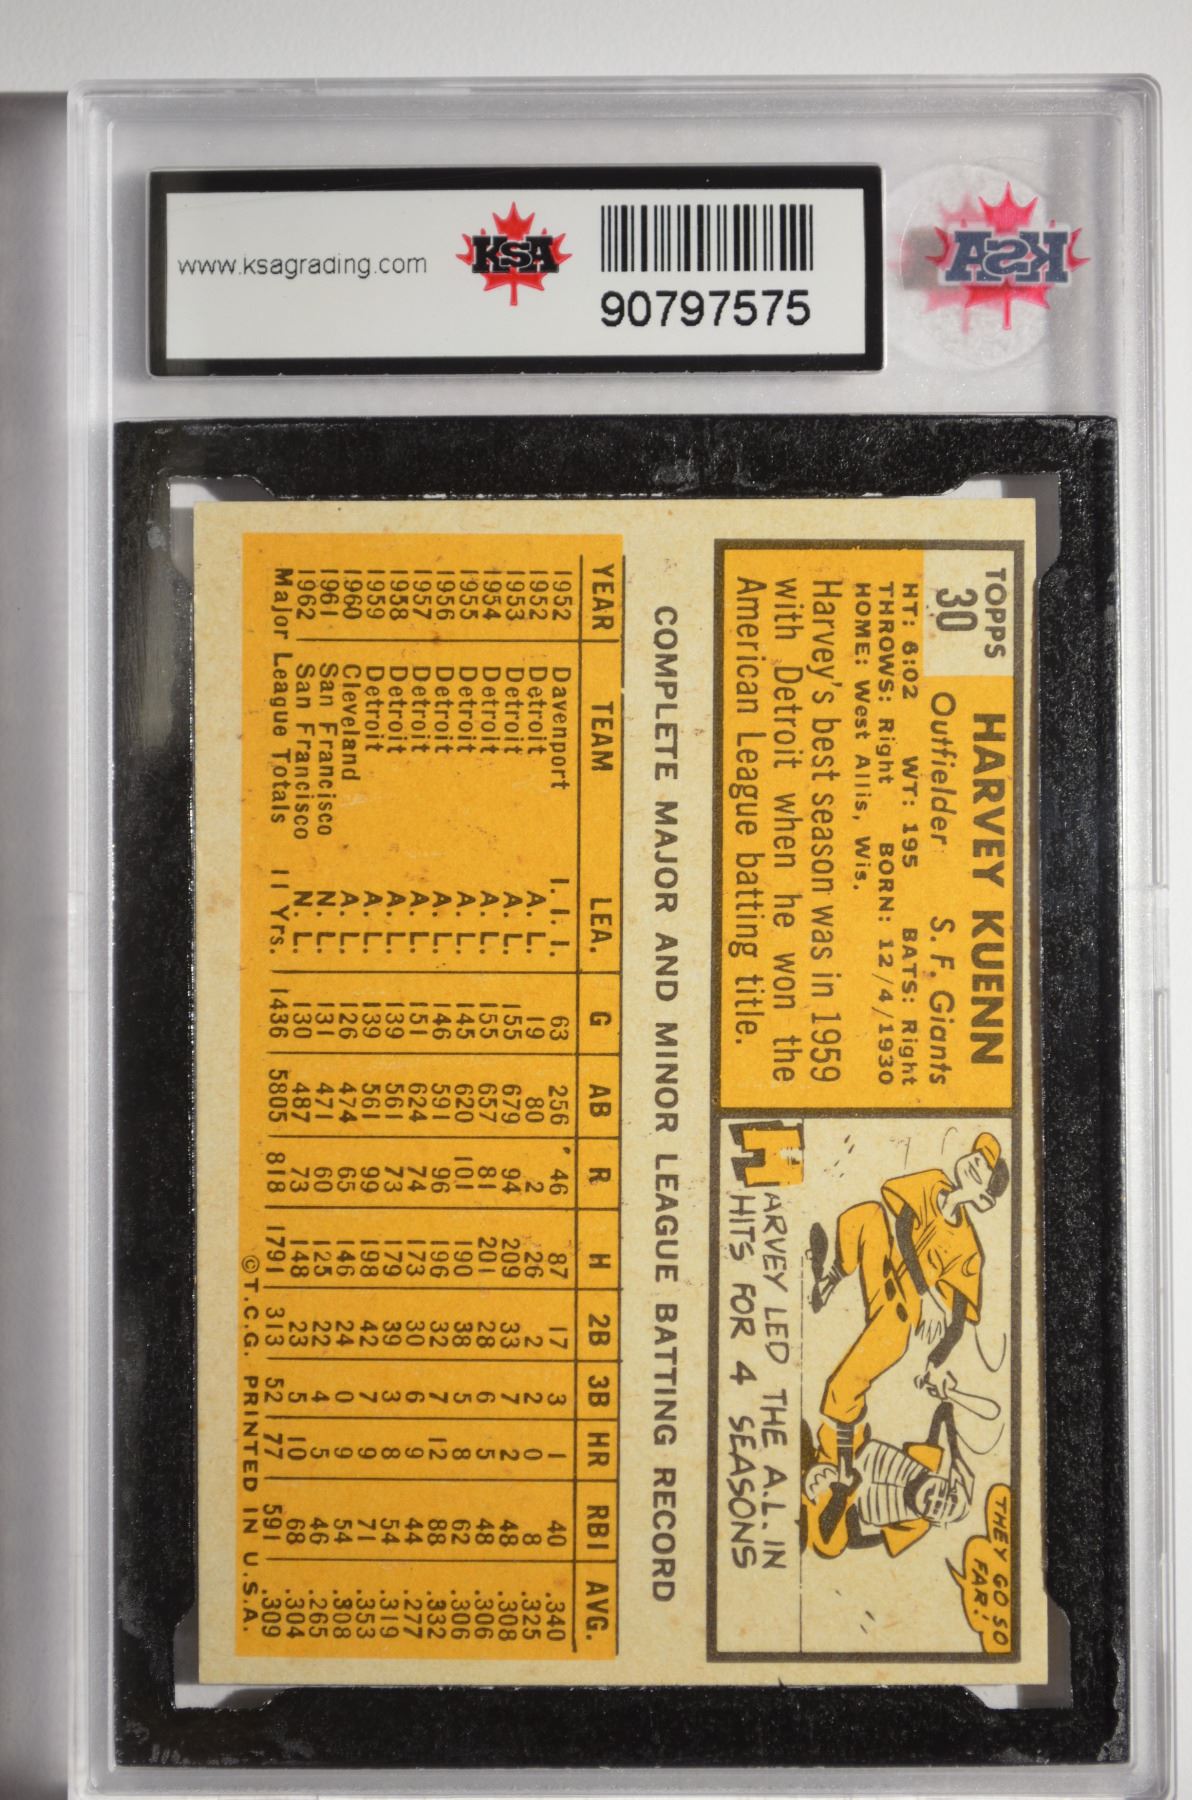 www.ksagrading.com
KSA
90797575
KSA
TOPPS
30
HARVEY KUENN
Outfielder S. F. Giants
HT: 6:02 WT: 195 BATS: Right
THROWS: Right BORN: 12/4/1930
HOME: West Allis, Wis.
Harvey's best season was in 1959
with Detroit when he won the
American League batting title.
THEY GO SO
FAR!
HARVEY LED THE A.L. IN
HITS FOR 4 SEASONS
COMPLETE MAJOR AND MINOR LEAGUE BATTING RECORD
YEAR TEAM LEA. G AB R H 2B 3B HR RBI AVG.
1952 Davenport I. I. I. 63 256 46 87 17 3 1 40 .340
1952 Detroit A. L. 19 80 2 26 2 2 0 8 .325
1953 Detroit A. L. 155 679 94 209 33 7 2 48 .308
1954 Detroit A. L. 155 657 81 201 28 6 5 48 .306
1955 Detroit A. L. 145 620 101 190 38 5 8 62 .306
1956 Detroit A. L. 146 591 96 196 32 7 12 88 .332
1957 Detroit A. L. 151 624 74 173 30 6 9 44 .277
1958 Detroit A. L. 139 561 73 179 39 3 8 54 .319
1959 Detroit A. L. 139 561 99 198 42 7 9 71 .353
1960 Cleveland A. L. 126 474 65 146 24 0 9 54 .308
1961 San Francisco N. L. 131 471 60 125 22 4 5 46 .265
1962 San Francisco N. L. 130 487 73 148 23 5 10 68 .304
Major League Totals 11 Yrs. 1436 5805 818 1791 313 52 77 591 .309
©T.C.G. PRINTED IN U.S.A.